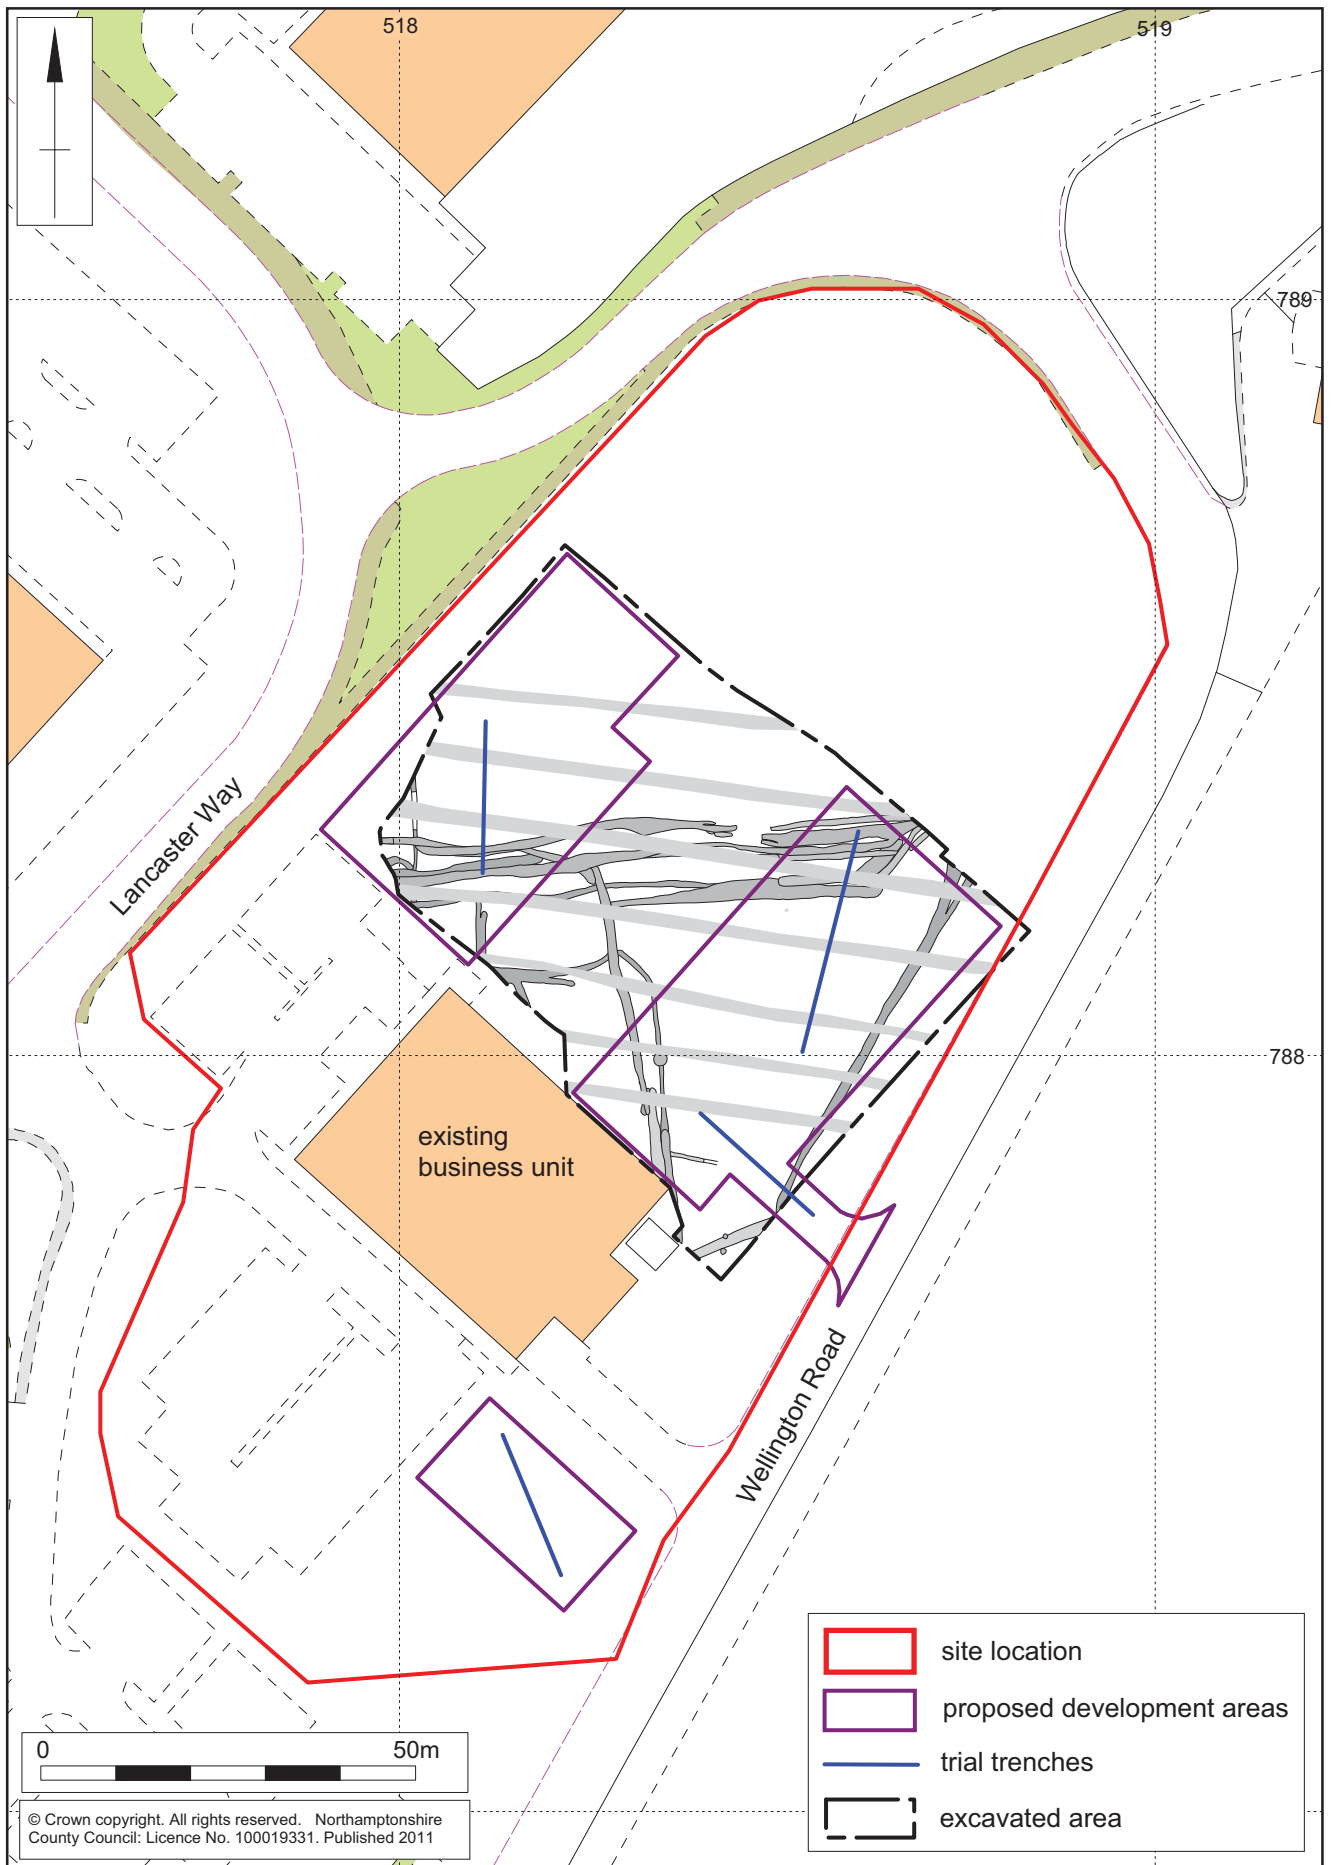 518
519
789
Lancaster Way
788
existing
business unit
Wellington Road
site location
proposed development areas
trial trenches
excavated area
0 50m
© Crown copyright. All rights reserved. Northamptonshire
County Council: Licence No. 100019331. Published 2011